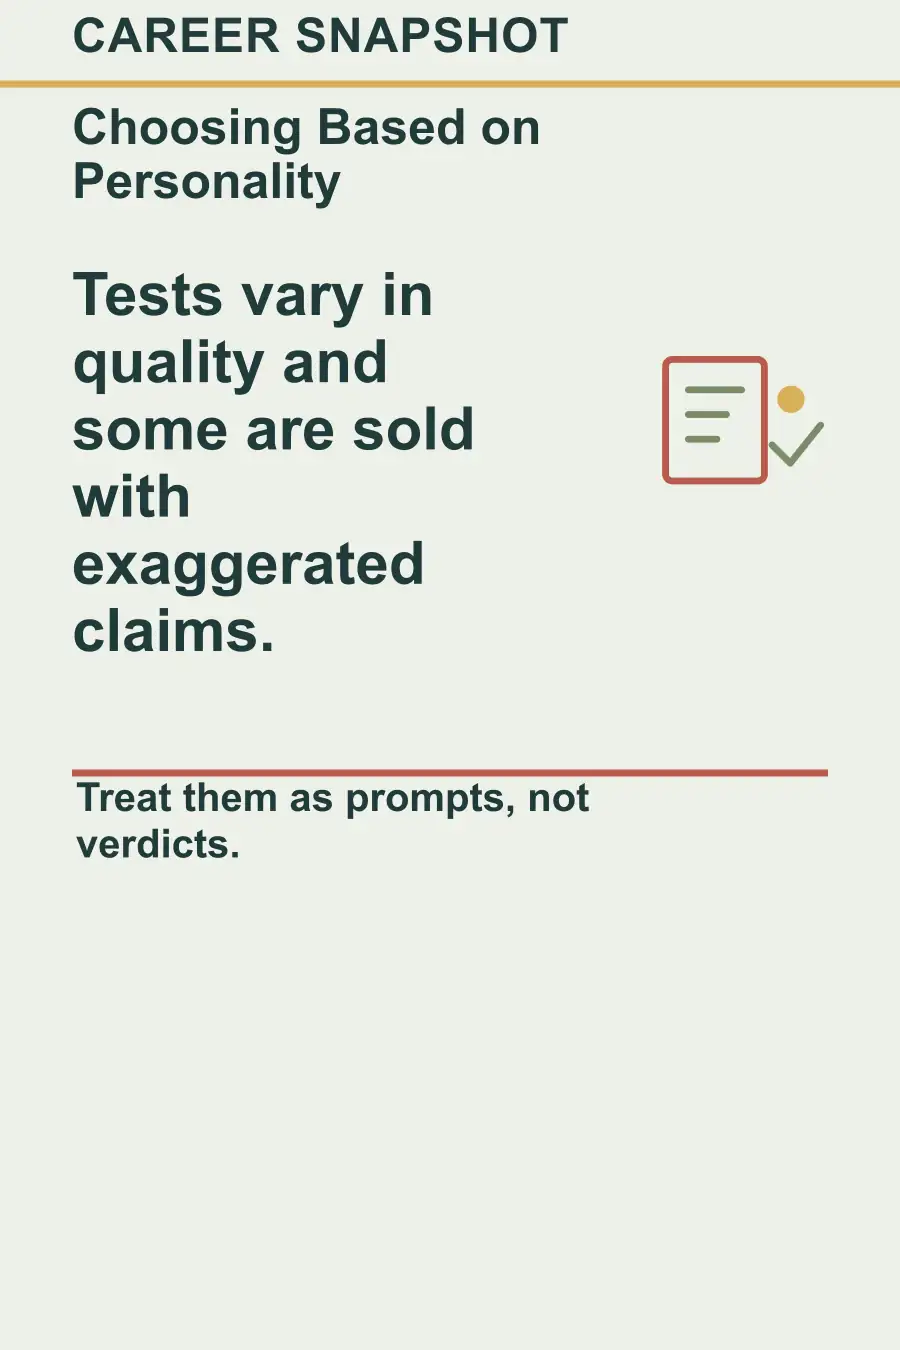 CAREER SNAPSHOT
Choosing Based on
Personality
Tests vary in
quality and
some are sold
with
exaggerated
claims.
Treat them as prompts, not
verdicts.